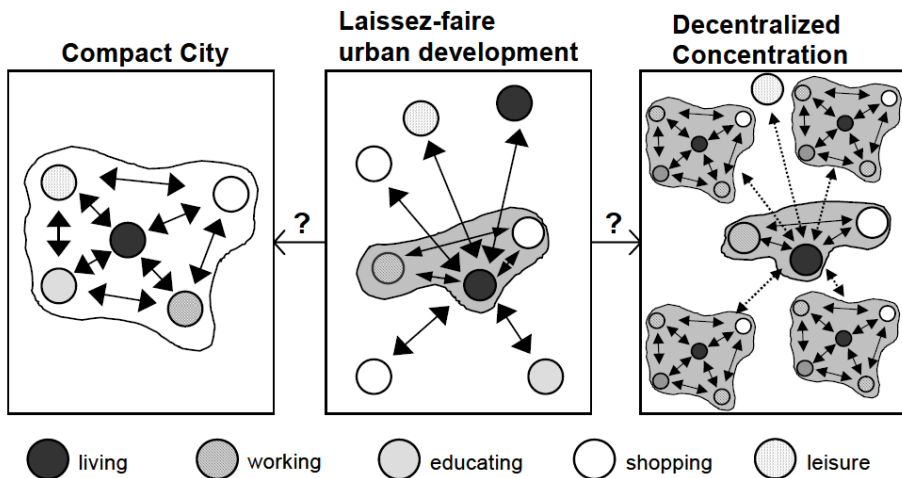 Compact City
Laissez-faire
urban development
Decentralized
Concentration
?
?
living
working
educating
shopping
leisure